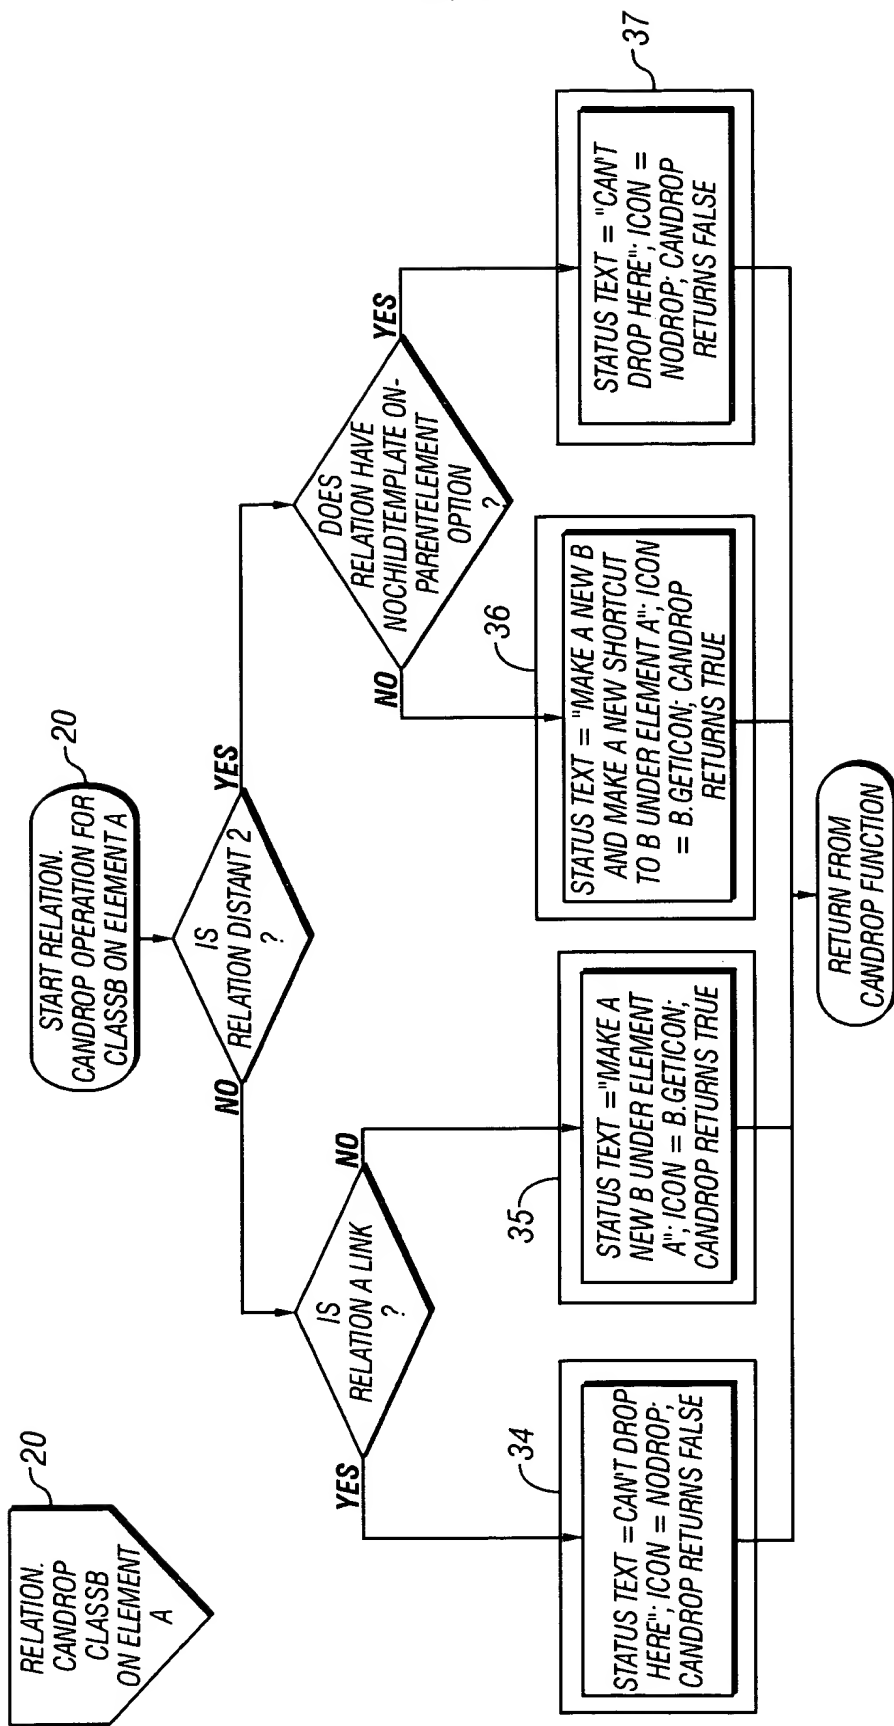 RELATION.
CANDROP
CLASSB
ON ELEMENT
A
20
START RELATION.
CANDROP OPERATION FOR
CLASSB ON ELEMENT A
20
IS
RELATION DISTANT 2
?
NO
YES
IS
RELATION A LINK
?
YES
NO
DOES
RELATION HAVE
NOCHILDTEMPLATE ON-
PARENTELEMENT
OPTION
?
NO
YES
34
STATUS TEXT =CAN'T DROP
HERE"; ICON = NODROP;
CANDROP RETURNS FALSE
35
STATUS TEXT ="MAKE A
NEW B UNDER ELEMENT
A"; ICON = B.GETICON;
CANDROP RETURNS TRUE
36
STATUS TEXT = "MAKE A NEW B
AND MAKE A NEW SHORTCUT
TO B UNDER ELEMENT A"; ICON
= B.GETICON; CANDROP
RETURNS TRUE
37
STATUS TEXT = "CAN'T
DROP HERE"; ICON =
NODROP; CANDROP
RETURNS FALSE
RETURN FROM
CANDROP FUNCTION